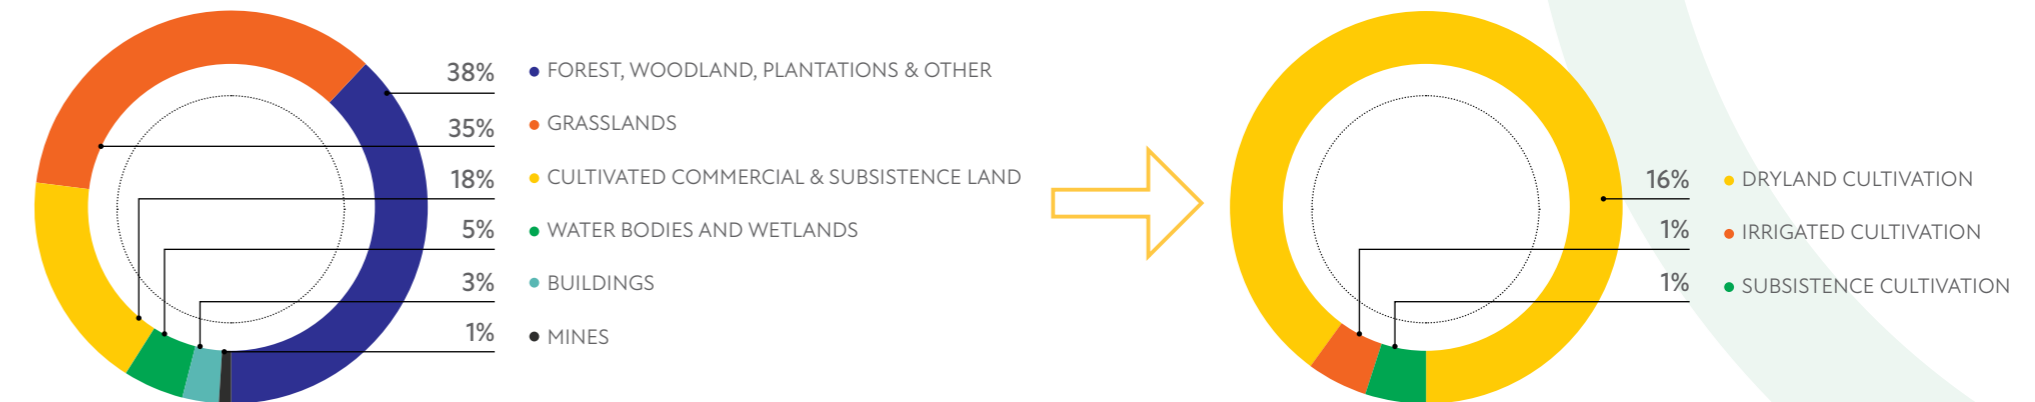 38% FOREST, WOODLAND, PLANTATIONS & OTHER
35% GRASSLANDS
18% CULTIVATED COMMERCIAL & SUBSISTENCE LAND
5% WATER BODIES AND WETLANDS
3% BUILDINGS
1% MINES
16% DRYLAND CULTIVATION
1% IRRIGATED CULTIVATION
1% SUBSISTENCE CULTIVATION